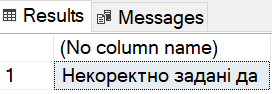 Results Messages
(No column name)
1 Некоректно задані да